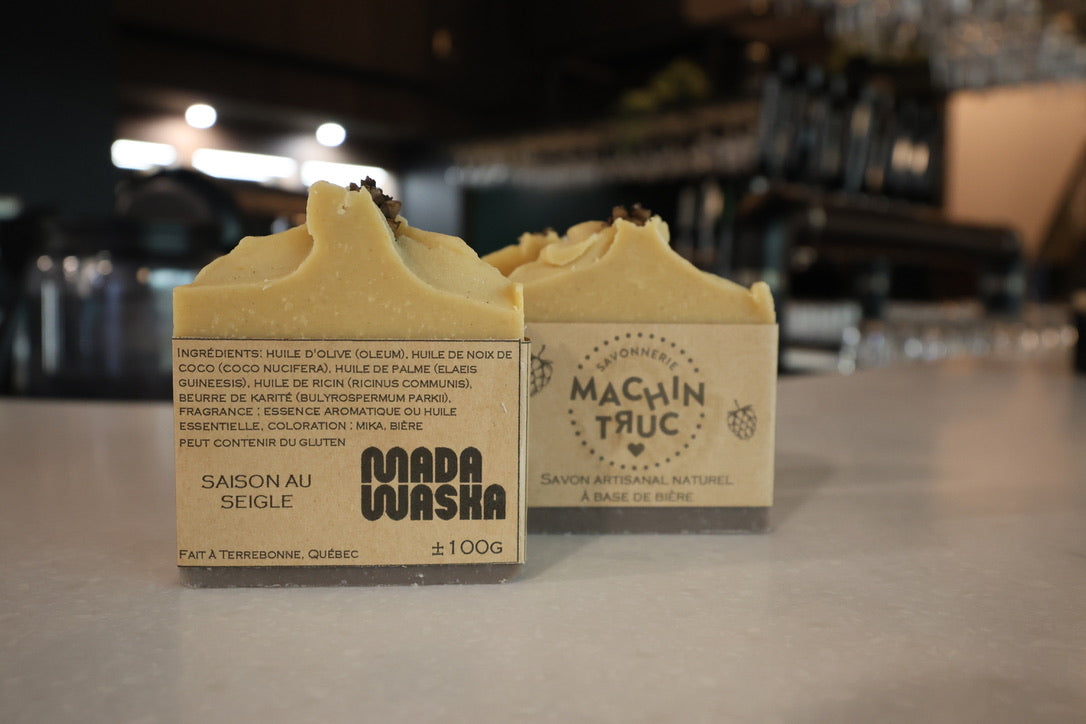 INGRÉDIENTS: HUILE D'OLIVE (OLEUM), HUILE DE NOIX DE
COCO (COCO NUCIFERA), HUILE DE PALME (ELAEIS
GUINEESIS), HUILE DE RICIN (RICINUS COMMUNIS),
BEURRE DE KARITÉ (BULYROSPERMUM PARKII),
FRAGRANCE : ESSENCE AROMATIQUE OU HUILE
ESSENTIELLE, COLORATION : MIKA, BIÈRE
PEUT CONTENIR DU GLUTEN
SAISON AU
SEIGLE
MADA
WASKA
FAIT À TERREBONNE, QUÉBEC
±100G
SAVONNERIE
MACHIN
TRUC
SAVON ARTISANAL NATUREL
À BASE DE BIÈRE